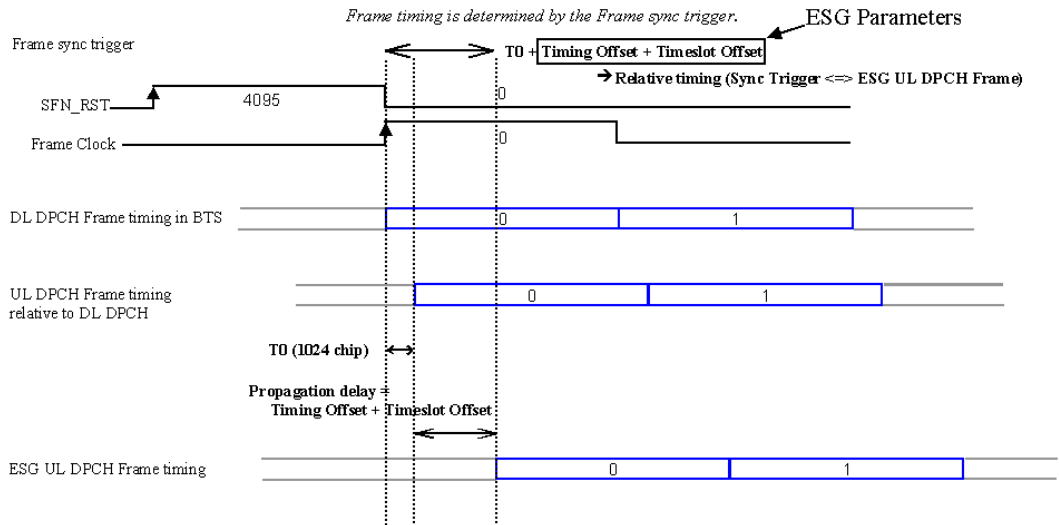 Frame timing is determined by the Frame sync trigger.
ESG Parameters
Frame sync trigger
T0 + Timing Offset + Timeslot Offset
➔ Relative timing (Sync Trigger <=> ESG UL DPCH Frame)
SFN_RST
4095
0
Frame Clock
0
DL DPCH Frame timing in BTS
0
1
UL DPCH Frame timing
relative to DL DPCH
0
1
T0 (1024 chip)
Propagation delay =
Timing Offset + Timeslot Offset
ESG UL DPCH Frame timing
0
1